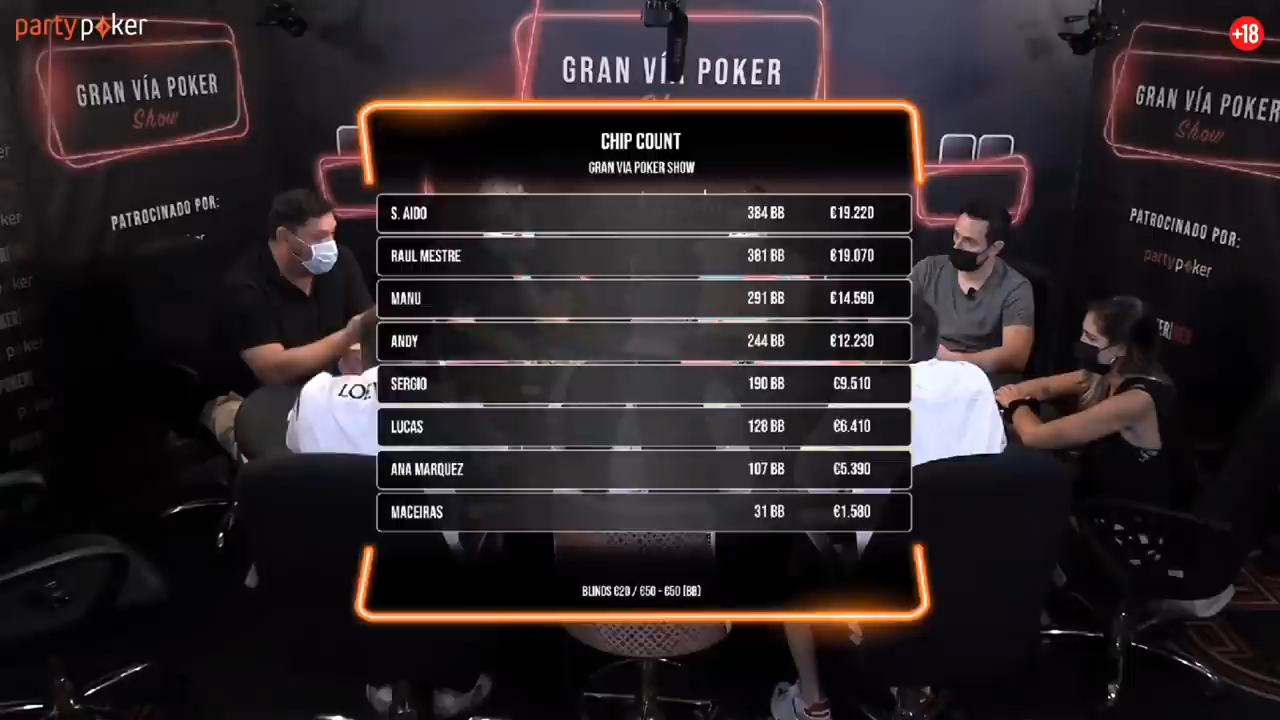 partypoker
+18
GRAN VÍA POKER
Show
GRAN VÍA POKER
GRAN VÍA POKER
Show
PATROCINADO POR:
PATROCINADO POR:
partypoker
CHIP COUNT
GRAN VIA POKER SHOW
S. AIDO 384 BB €19.220
RAUL MESTRE 381 BB €19.070
MANU 291 BB €14.590
ANDY 244 BB €12.230
SERGIO 190 BB €9.510
LUCAS 128 BB €6.410
ANA MARQUEZ 107 BB €5.390
MACEIRAS 31 BB €1.580
BLINDS €20 / €50 - €50 (BB)